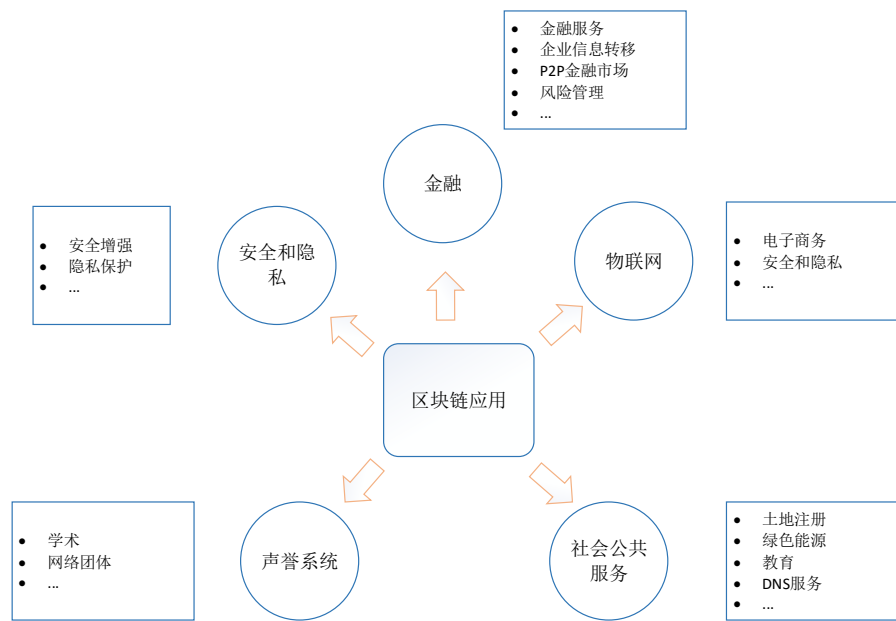 ● 金融服务
● 企业信息转移
● P2P金融市场
● 风险管理
● ...
金融
● 安全增强
● 隐私保护
● ...
安全和隐
私
物联网
● 电子商务
● 安全和隐私
● ...
区块链应用
● 学术
● 网络团体
● ...
声誉系统
社会公共
服务
● 土地注册
● 绿色能源
● 教育
● DNS服务
● ...